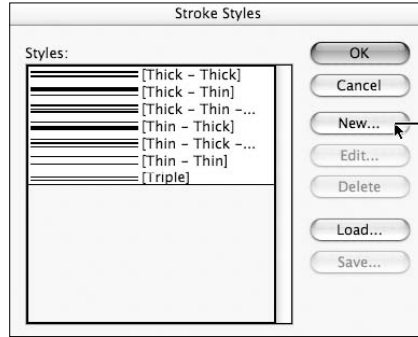 Stroke Styles
Styles:
[Thick – Thick]
[Thick – Thin]
[Thick – Thin –...
[Thin – Thick]
[Thin – Thick –...
[Thin – Thin]
[Triple]
OK
Cancel
New...
Edit...
Delete
Load...
Save...